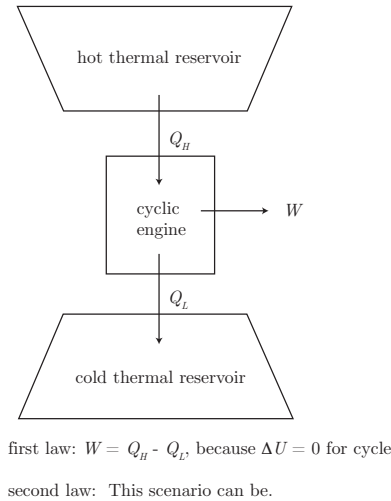 hot thermal reservoir
Q_H
cyclic
engine
W
Q_L
cold thermal reservoir
first law: W = Q_H - Q_L, because ΔU = 0 for cycle
second law: This scenario can be.